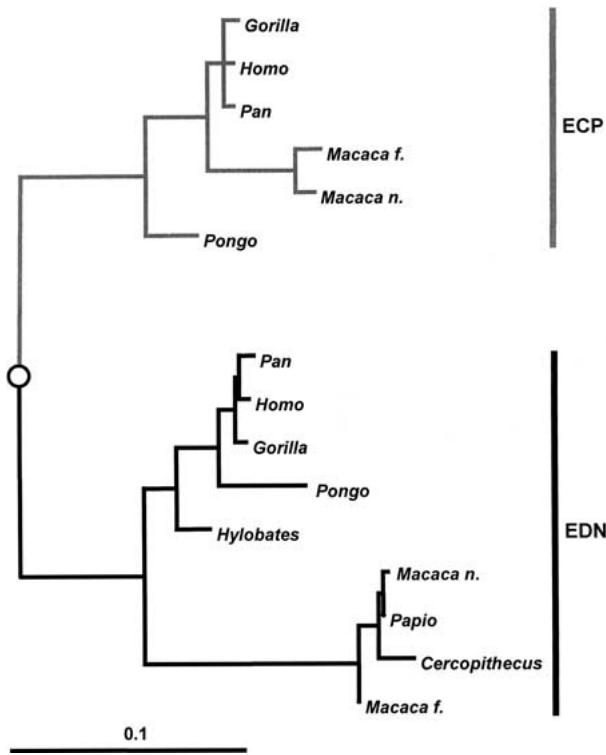 Gorilla
Homo
Pan
Macaca f.
Macaca n.
Pongo
ECP
Pan
Homo
Gorilla
Pongo
Hylobates
Macaca n.
Papio
Cercopithecus
Macaca f.
EDN
0.1